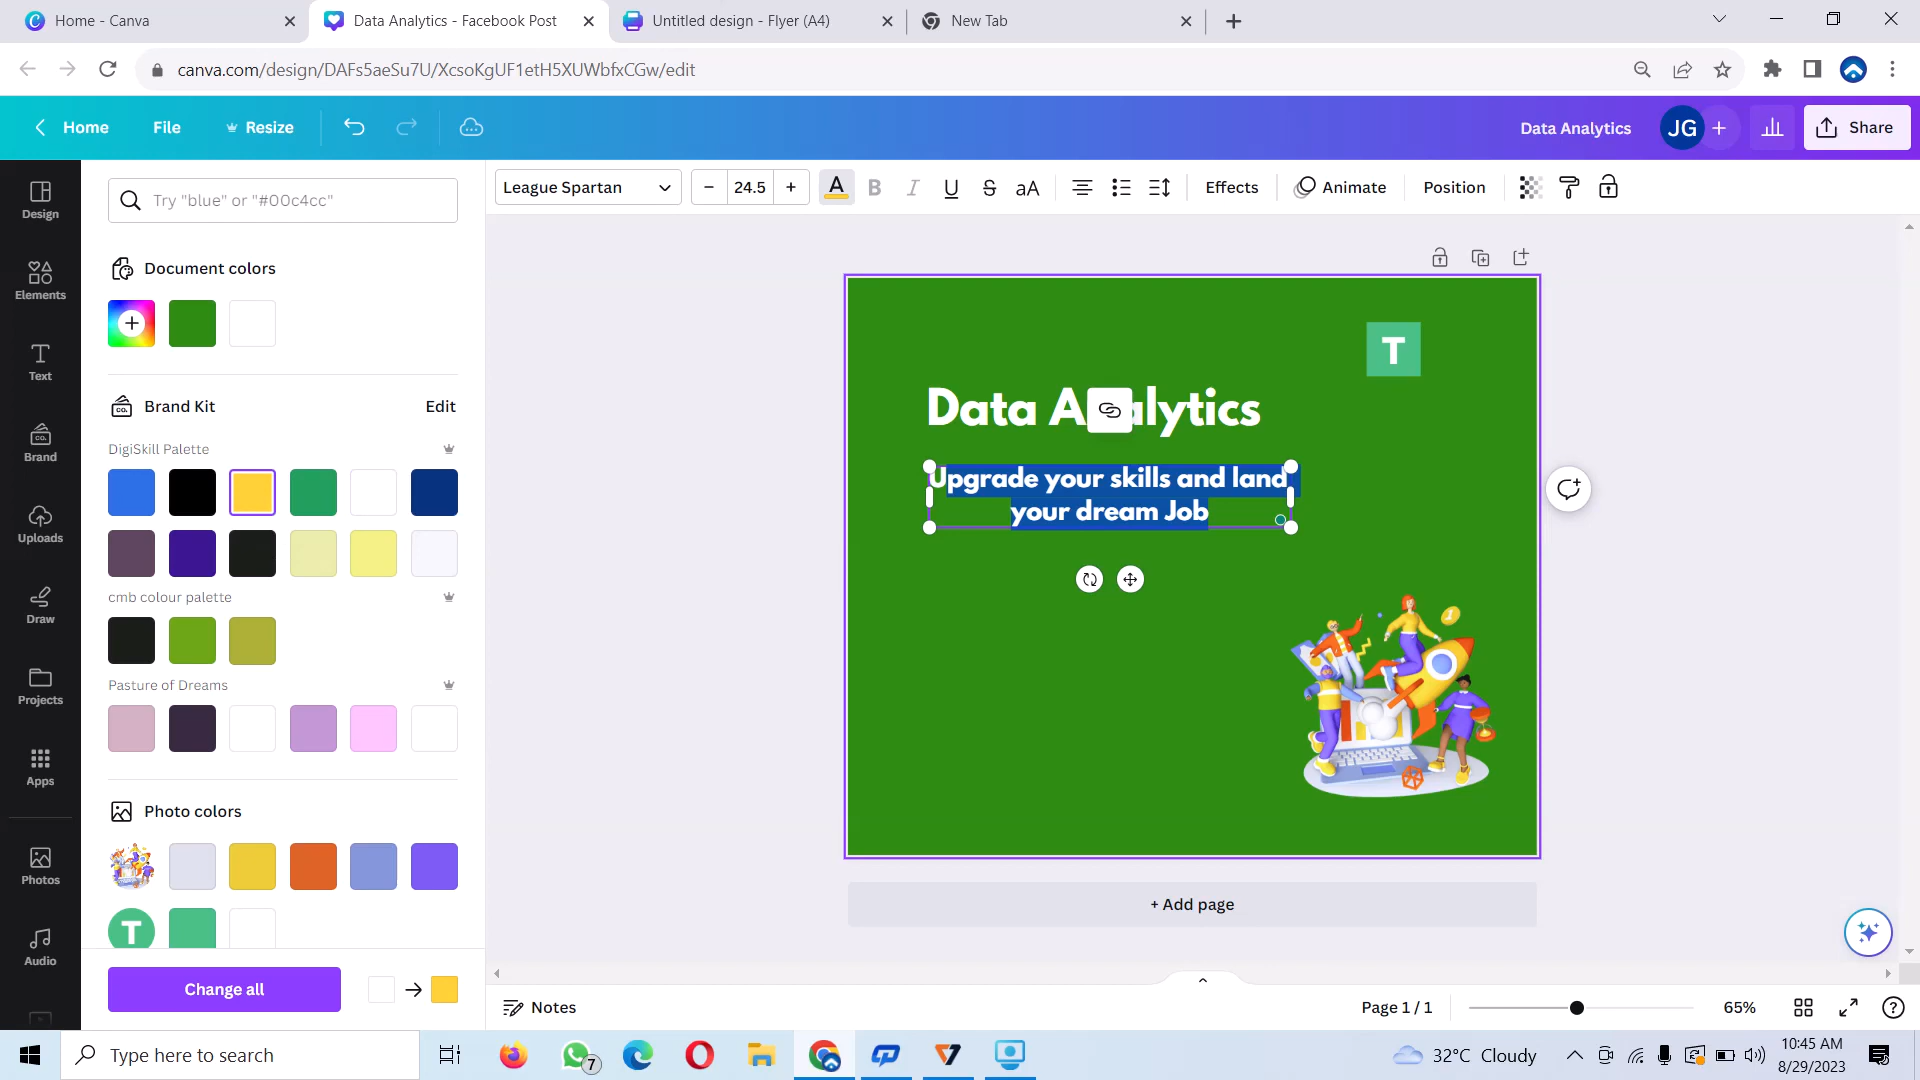 Home - Canva
Data Analytics - Facebook Post
Untitled design - Flyer (A4)
New Tab
canva.com/design/DAFs5aeSu7U/XcsoKgUF1etH5XUWbfxCGw/edit
Home
File
Resize
Data Analytics
JG
Share
Design
Elements
Text
Brand
Uploads
Draw
Projects
Apps
Photos
Audio
Try "blue" or "#00c4cc"
Document colors
Brand Kit
Edit
DigiSkill Palette
cmb colour palette
Pasture of Dreams
Photo colors
T
Change all
League Spartan
24.5
A
B
I
U
S
aA
Effects
Animate
Position
T
Data Analytics
Upgrade your skills and land
your dream Job
+ Add page
Notes
Page 1 / 1
65%
Type here to search
7
32°C Cloudy
10:45 AM
8/29/2023